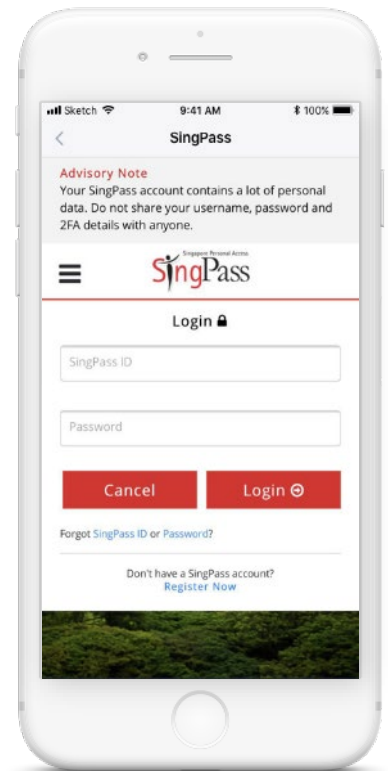 Sketch 9:41 AM 100%
SingPass
Advisory Note
Your SingPass account contains a lot of personal
data. Do not share your username, password and
2FA details with anyone.
Singapore Personal Access
SingPass
Login
SingPass ID
Password
Cancel Login
Forgot SingPass ID or Password?
Don't have a SingPass account?
Register Now